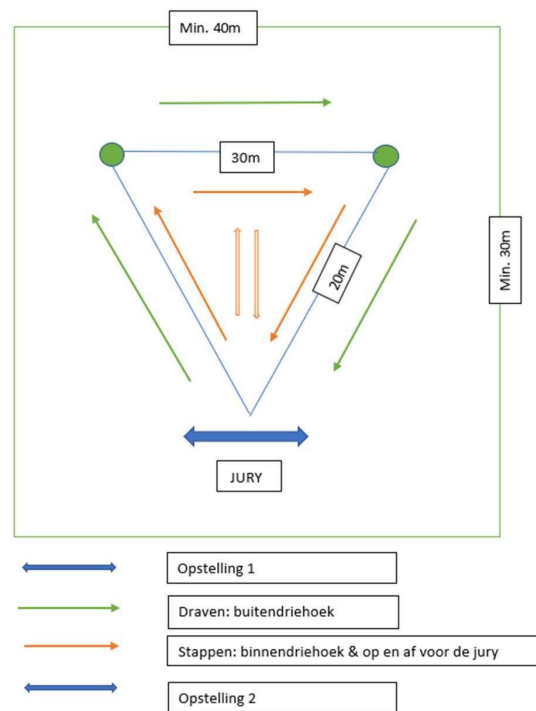 Min. 40m
30m
20m
Min. 30m
JURY
Opstelling 1
Draven: buitendriehoek
Stappen: binnendriehoek & op en af voor de jury
Opstelling 2